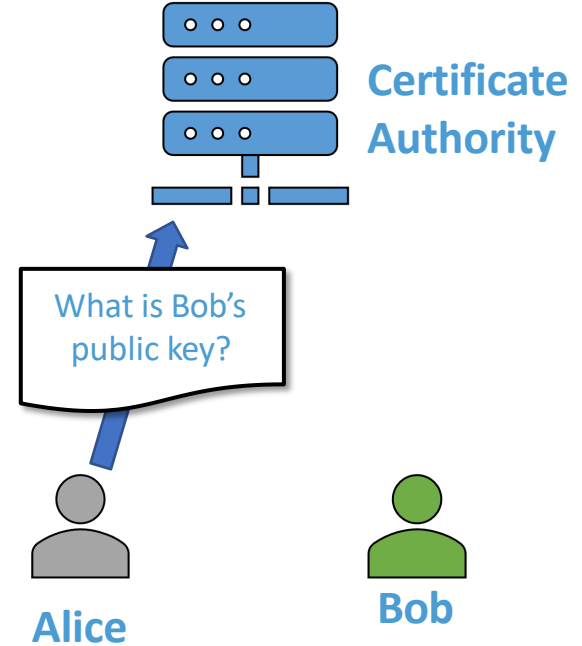 Certificate
Authority
What is Bob’s
public key?
Alice
Bob